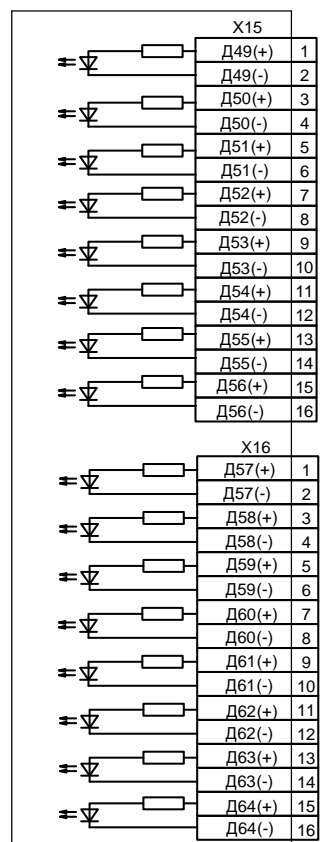 X15
Д49(+) 1
Д49(-) 2
Д50(+) 3
Д50(-) 4
Д51(+) 5
Д51(-) 6
Д52(+) 7
Д52(-) 8
Д53(+) 9
Д53(-) 10
Д54(+) 11
Д54(-) 12
Д55(+) 13
Д55(-) 14
Д56(+) 15
Д56(-) 16
X16
Д57(+) 1
Д57(-) 2
Д58(+) 3
Д58(-) 4
Д59(+) 5
Д59(-) 6
Д60(+) 7
Д60(-) 8
Д61(+) 9
Д61(-) 10
Д62(+) 11
Д62(-) 12
Д63(+) 13
Д63(-) 14
Д64(+) 15
Д64(-) 16